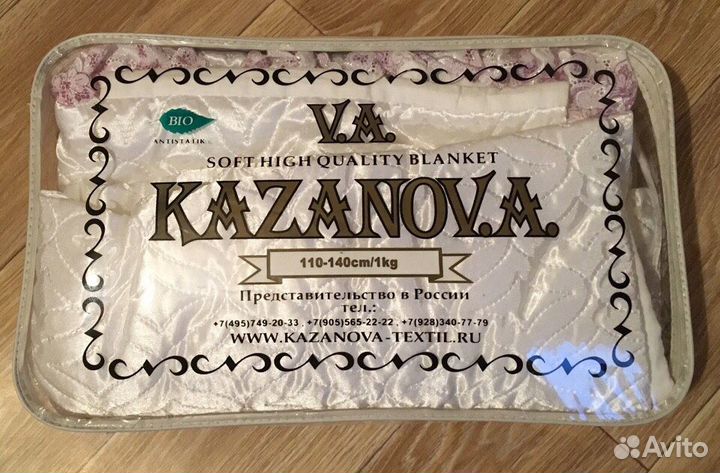 V.A.
BIO
ANTISTATIK
SOFT HIGH QUALITY BLANKET
KAZANOV.A.
110-140cm/1kg
Представительство в России
тел.:
+7(495)749-20-33 , +7(905)565-22-22 , +7(928)340-77-79
WWW.KAZANOVA-TEXTIL.RU
Avito